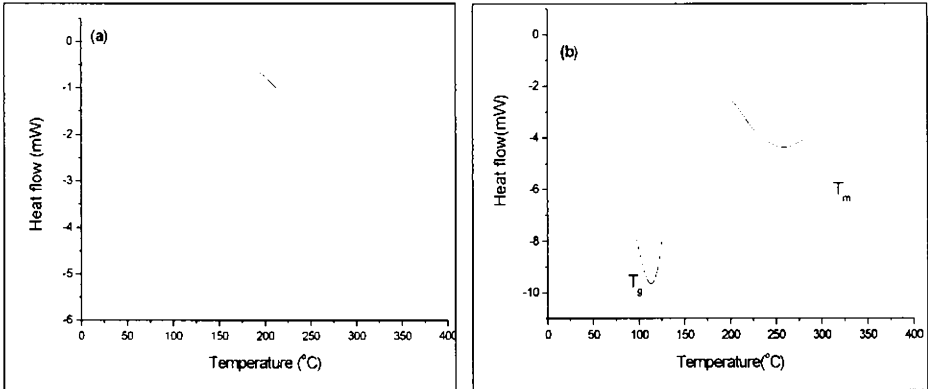 (a)
Heat flow (mW)
0
-1
-2
-3
-4
-5
-6
0 50 100 150 200 250 300 350 400
Temperature (°C)
(b)
Heat flow(mW)
0
-2
-4
-6
-8
-10
Tg
Tm
0 50 100 150 200 250 300 350 400
Temperature(°C)